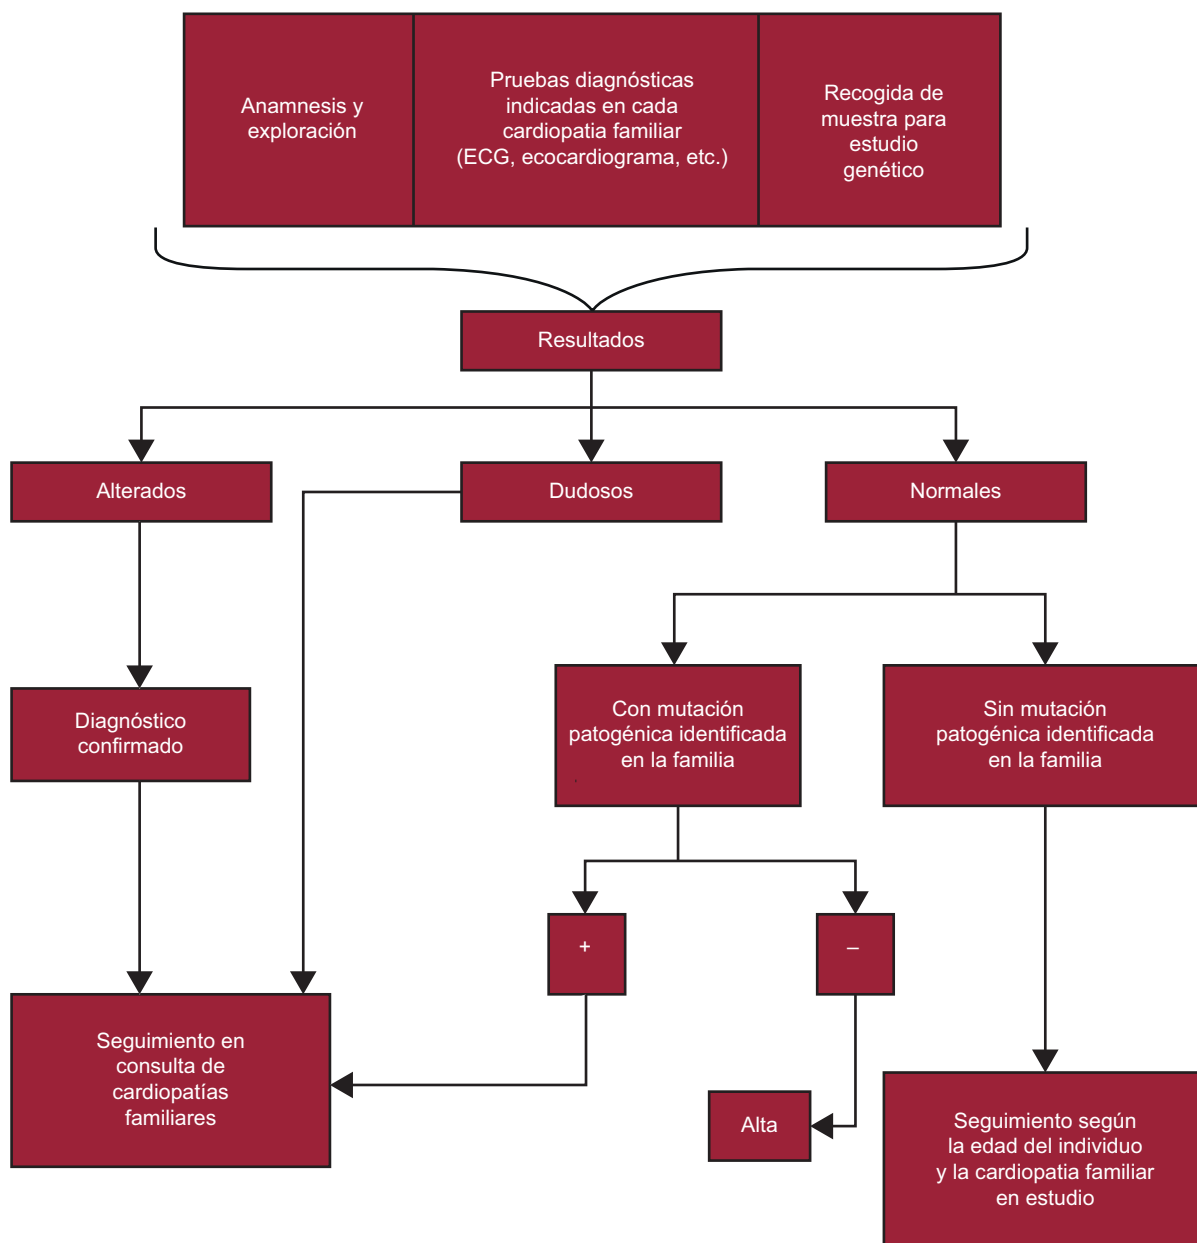 Anamnesis y
exploración
Pruebas diagnósticas
indicadas en cada
cardiopatia familiar
(ECG, ecocardiograma, etc.)
Recogida de
muestra para
estudio
genético
Resultados
Alterados
Dudosos
Normales
Diagnóstico
confirmado
Con mutación
patogénica identificada
en la familia
Sin mutación
patogénica identificada
en la familia
+
–
Seguimiento en
consulta de
cardiopatías
familiares
Alta
Seguimiento según
la edad del individuo
y la cardiopatia familiar
en estudio